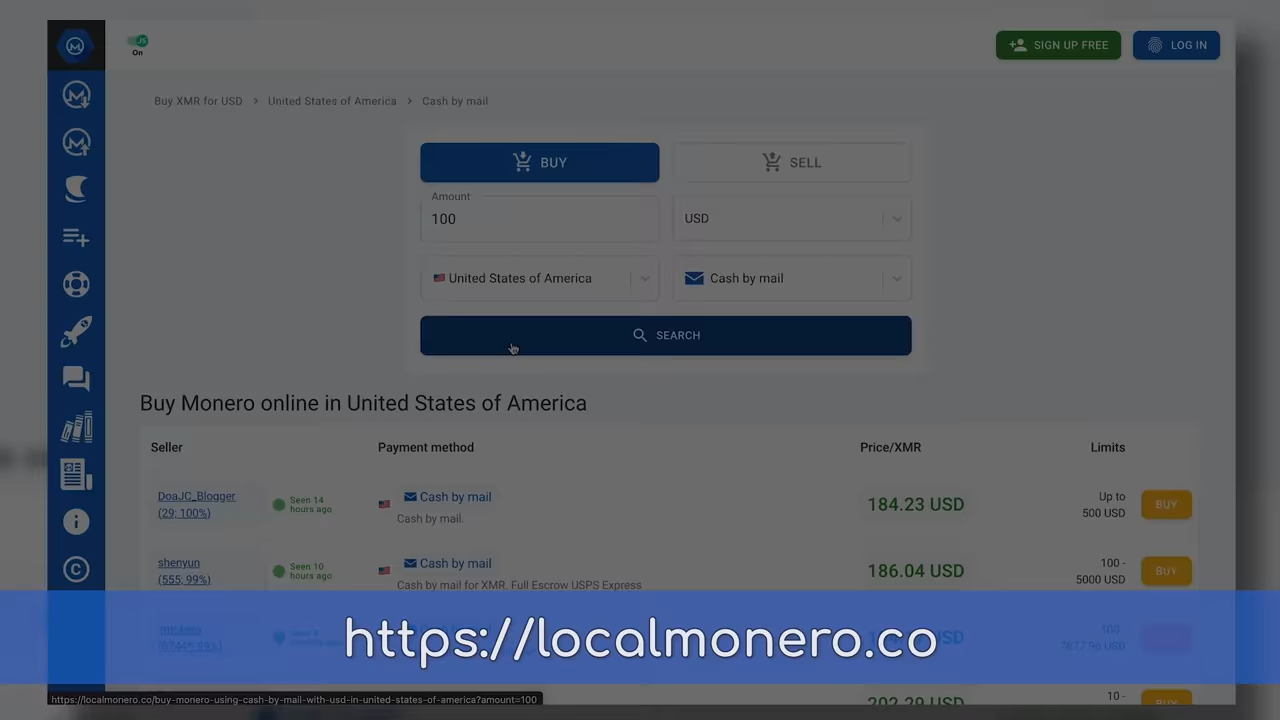 JS
On
SIGN UP FREE
LOG IN
Buy XMR for USD > United States of America > Cash by mail
BUY
SELL
Amount
100
USD
United States of America
Cash by mail
SEARCH
Buy Monero online in United States of America
Seller
Payment method
Price/XMR
Limits
DoaJC_Blogger
(29; 100%)
Seen 14
hours ago
Cash by mail
Cash by mail.
184.23 USD
Up to
500 USD
BUY
shenyun
(555; 99%)
Seen 10
hours ago
Cash by mail
Cash by mail for XMR. Full Escrow USPS Express
186.04 USD
100 -
5000 USD
BUY
https://localmonero.co
https://localmonero.co/buy-monero-using-cash-by-mail-with-usd-in-united-states-of-america?amount=100
202.29 USD
10 -
BUY